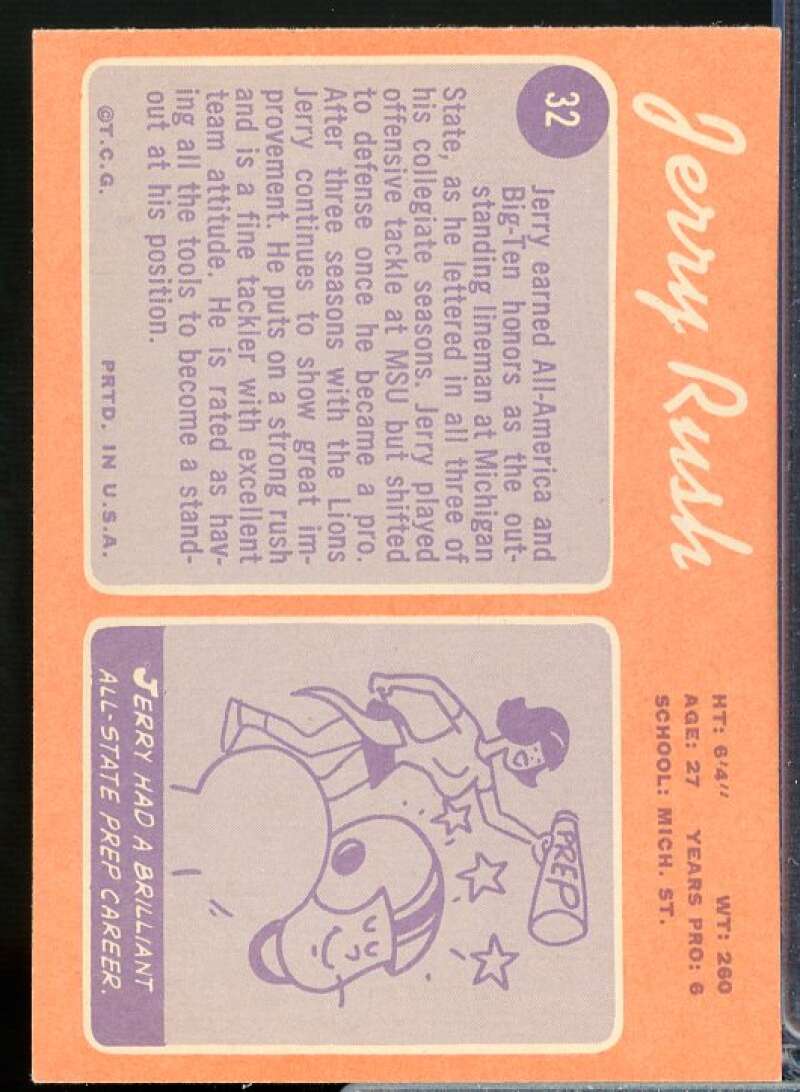 Jerry Rush
HT: 6'4" WT: 260
AGE: 27 YEARS PRO: 6
SCHOOL: MICH. ST.
32
Jerry earned All-America and
Big-Ten honors as the out-
standing lineman at Michigan
State, as he lettered in all three of
his collegiate seasons. Jerry played
offensive tackle at MSU but shifted
to defense once he became a pro.
After three seasons with the Lions
Jerry continues to show great im-
provement. He puts on a strong rush
and is a fine tackler with excellent
team attitude. He is rated as hav-
ing all the tools to become a stand-
out at his position.
©T.C.G. PRTD. IN U.S.A.
PREP
JERRY HAD A BRILLIANT
ALL-STATE PREP CAREER.